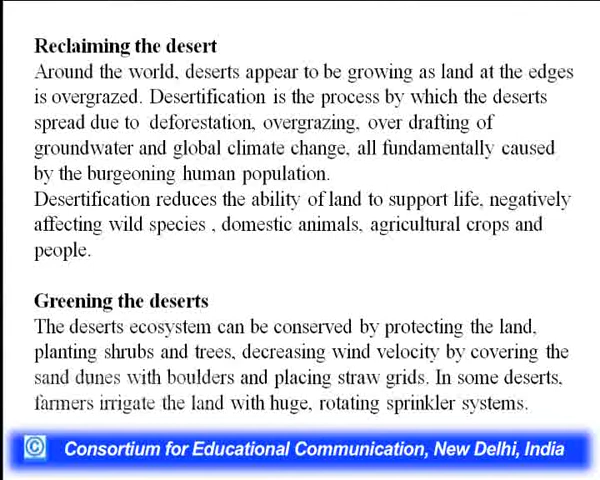 Reclaiming the desert
Around the world, deserts appear to be growing as land at the edges
is overgrazed. Desertification is the process by which the deserts
spread due to deforestation, overgrazing, over drafting of
groundwater and global climate change, all fundamentally caused
by the burgeoning human population.
Desertification reduces the ability of land to support life, negatively
affecting wild species , domestic animals, agricultural crops and
people.
Greening the deserts
The deserts ecosystem can be conserved by protecting the land,
planting shrubs and trees, decreasing wind velocity by covering the
sand dunes with boulders and placing straw grids. In some deserts,
farmers irrigate the land with huge, rotating sprinkler systems.
© Consortium for Educational Communication, New Delhi, India